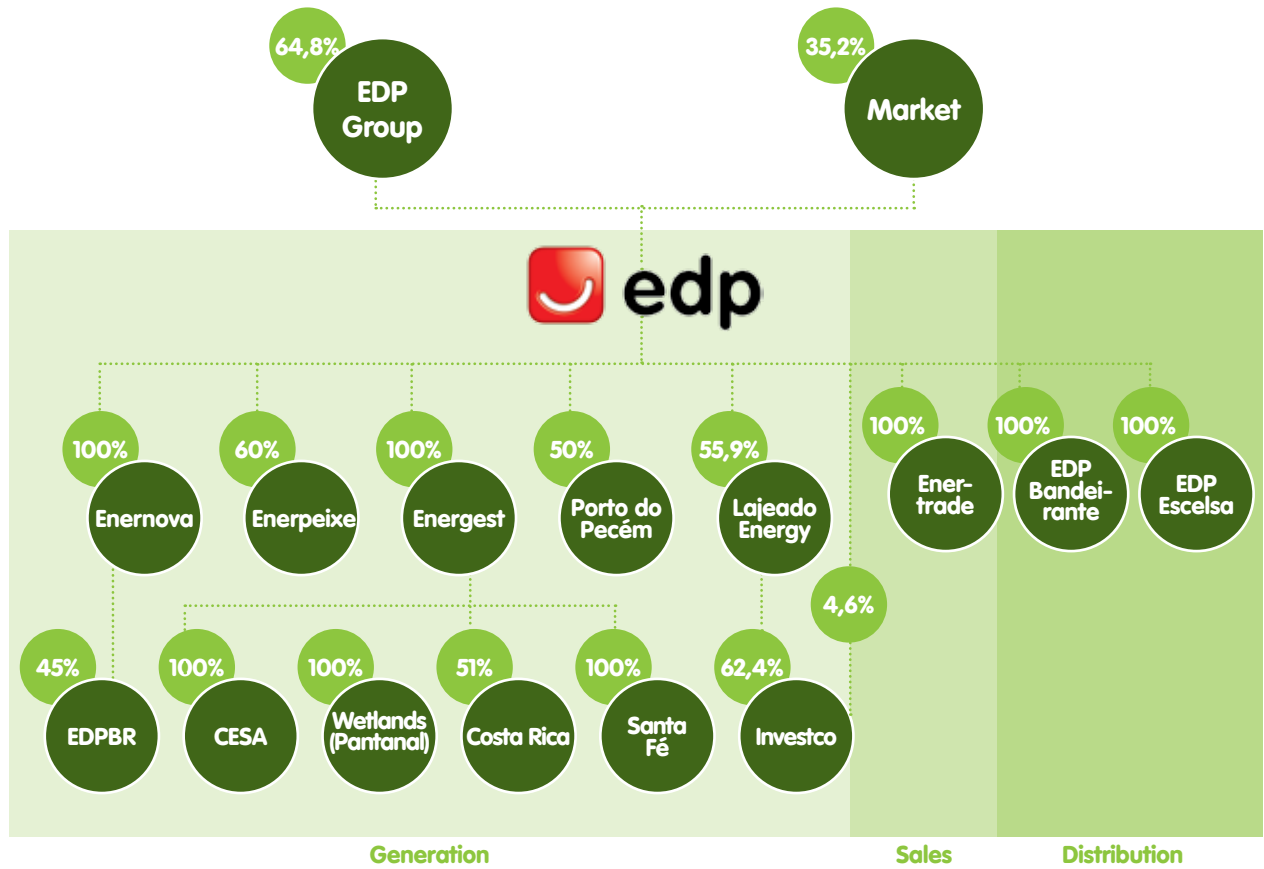 64,8%
EDP
Group
35,2%
Market
edp
100%
Enernova
60%
Enerpeixe
100%
Energest
50%
Porto do
Pecém
55,9%
Lajeado
Energy
100%
Ener-
trade
100%
EDP
Bandei-
rante
100%
EDP
Escelsa
4,6%
45%
EDPBR
100%
CESA
100%
Wetlands
(Pantanal)
51%
Costa Rica
100%
Santa
Fé
62,4%
Investco
Generation
Sales
Distribution